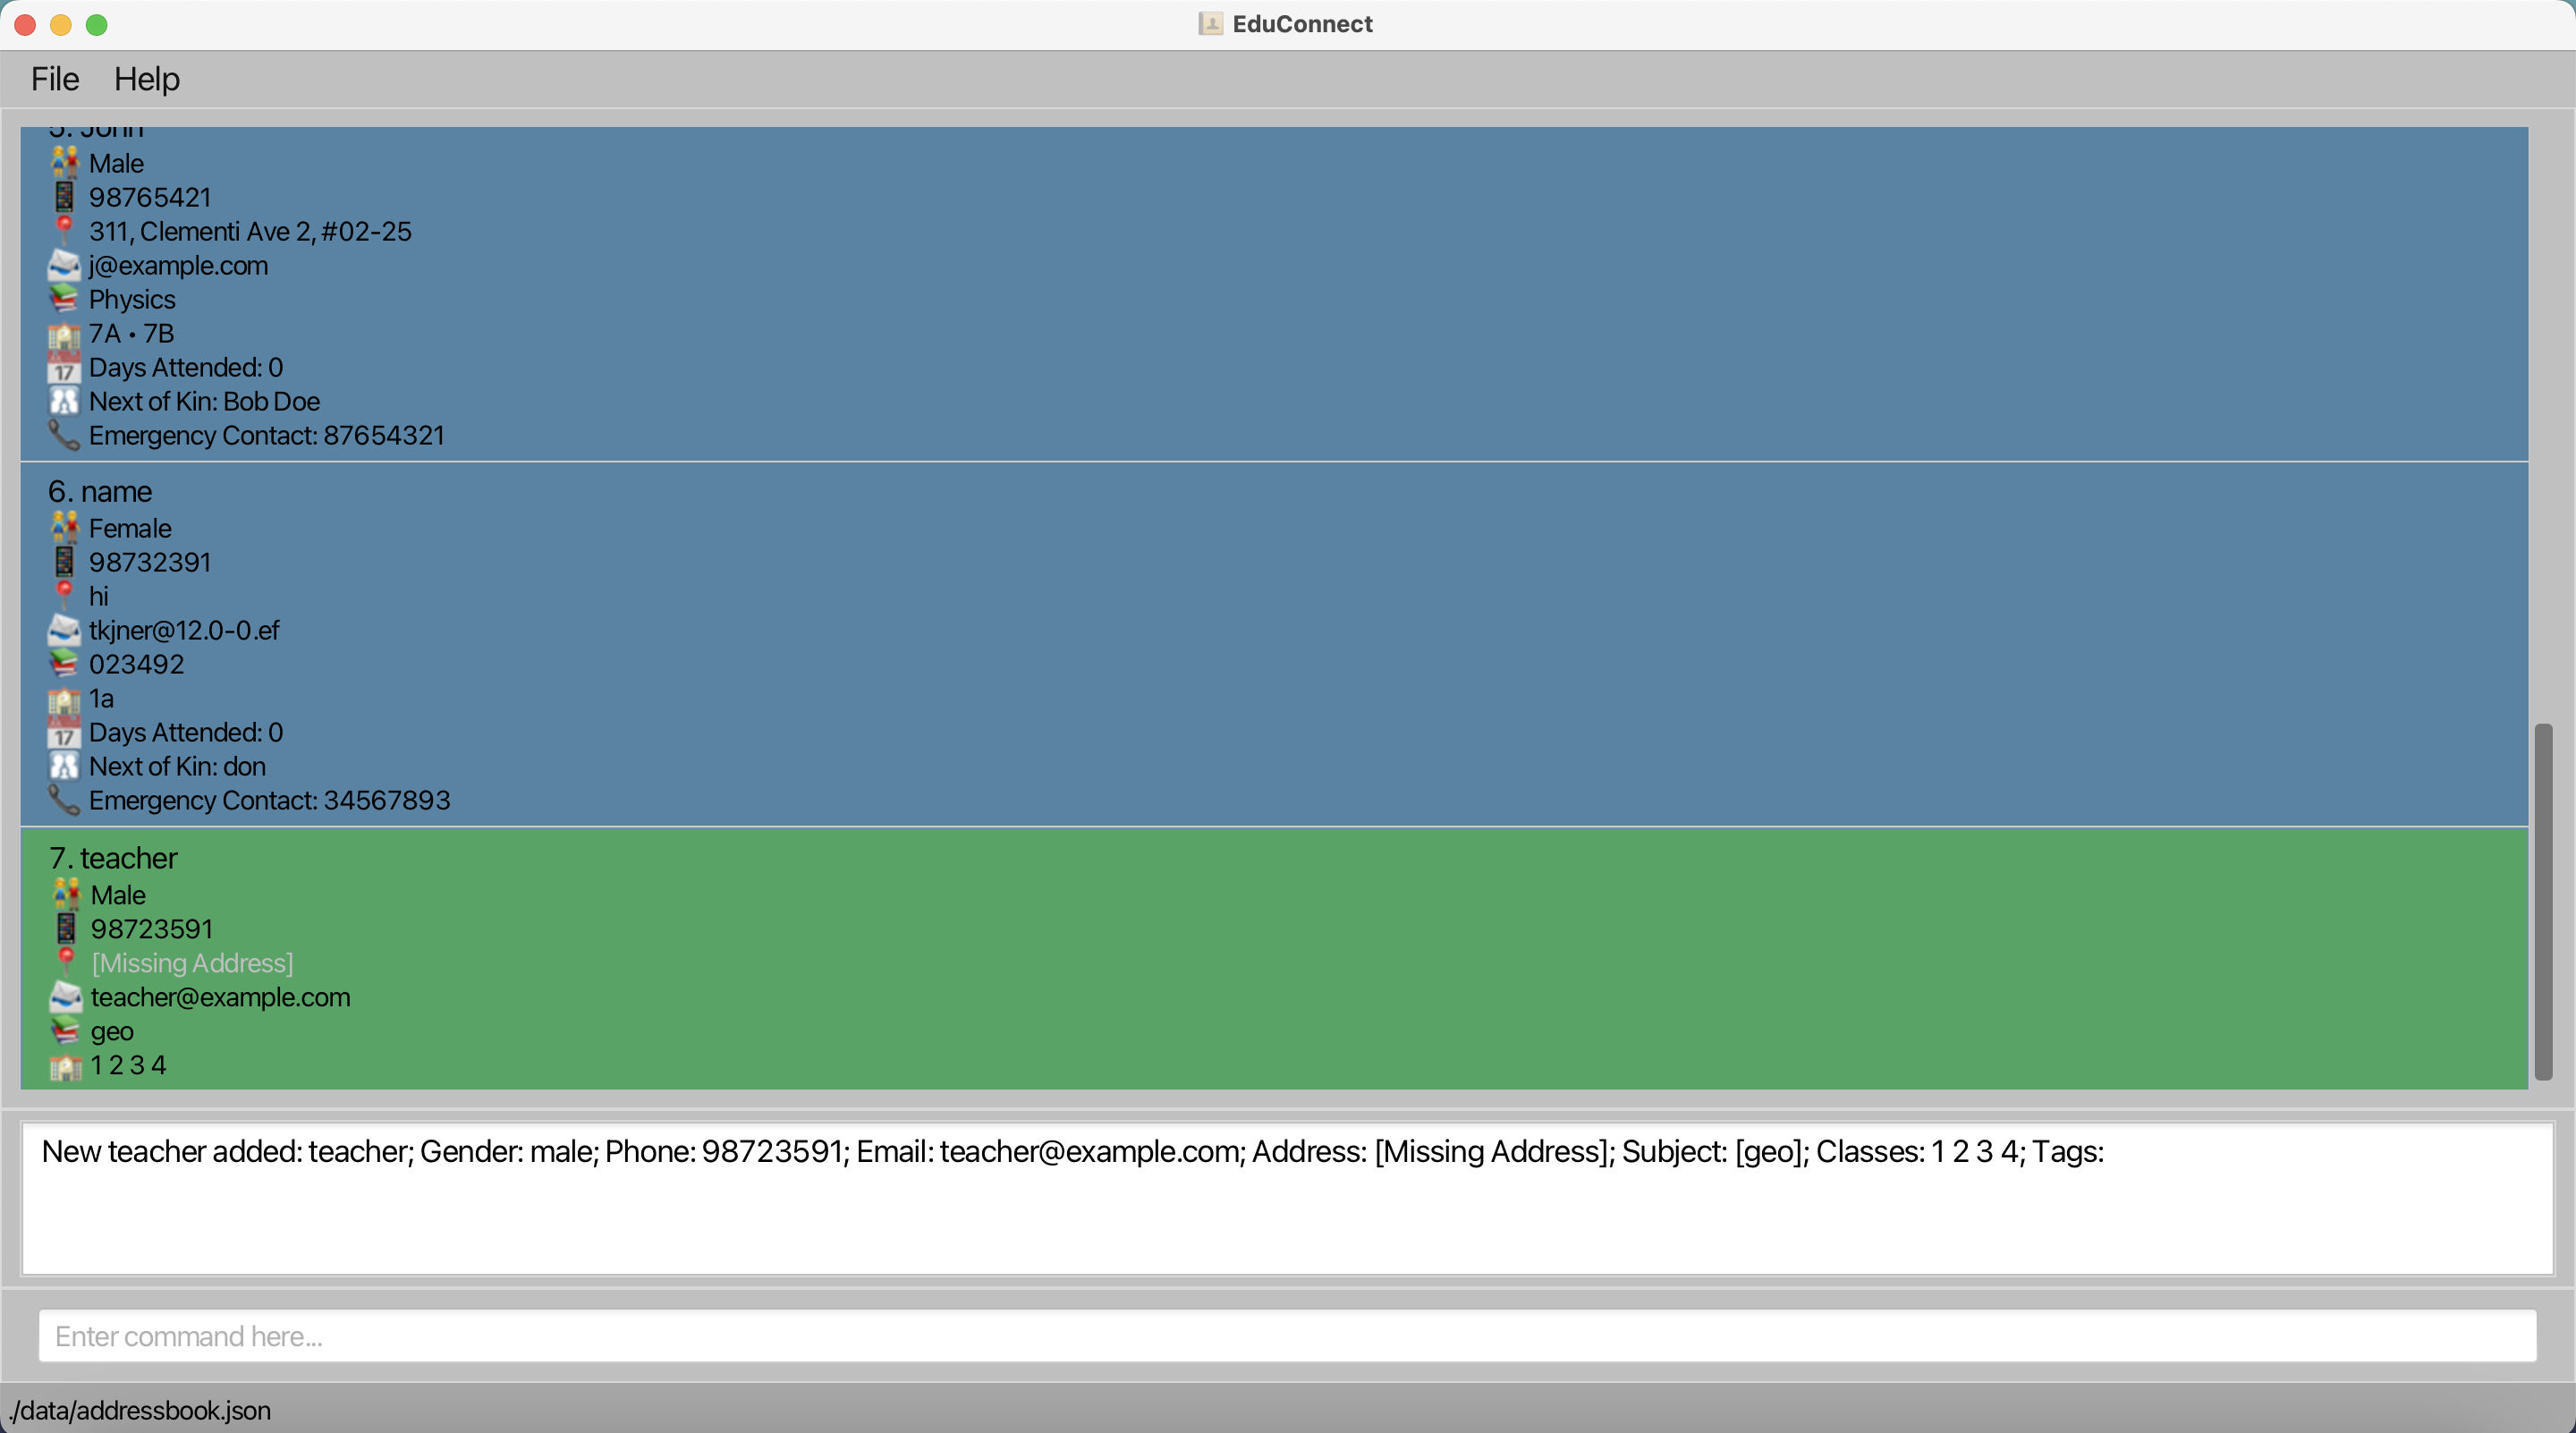 EduConnect
File Help
5. John
Male
98765421
311, Clementi Ave 2, #02-25
j@example.com
Physics
7A • 7B
17 Days Attended: 0
Next of Kin: Bob Doe
Emergency Contact: 87654321
6. name
Female
98732391
hi
tkjner@12.0-0.ef
023492
1a
17 Days Attended: 0
Next of Kin: don
Emergency Contact: 34567893
7. teacher
Male
98723591
[Missing Address]
teacher@example.com
geo
1 2 3 4
New teacher added: teacher; Gender: male; Phone: 98723591; Email: teacher@example.com; Address: [Missing Address]; Subject: [geo]; Classes: 1 2 3 4; Tags:
Enter command here...
./data/addressbook.json